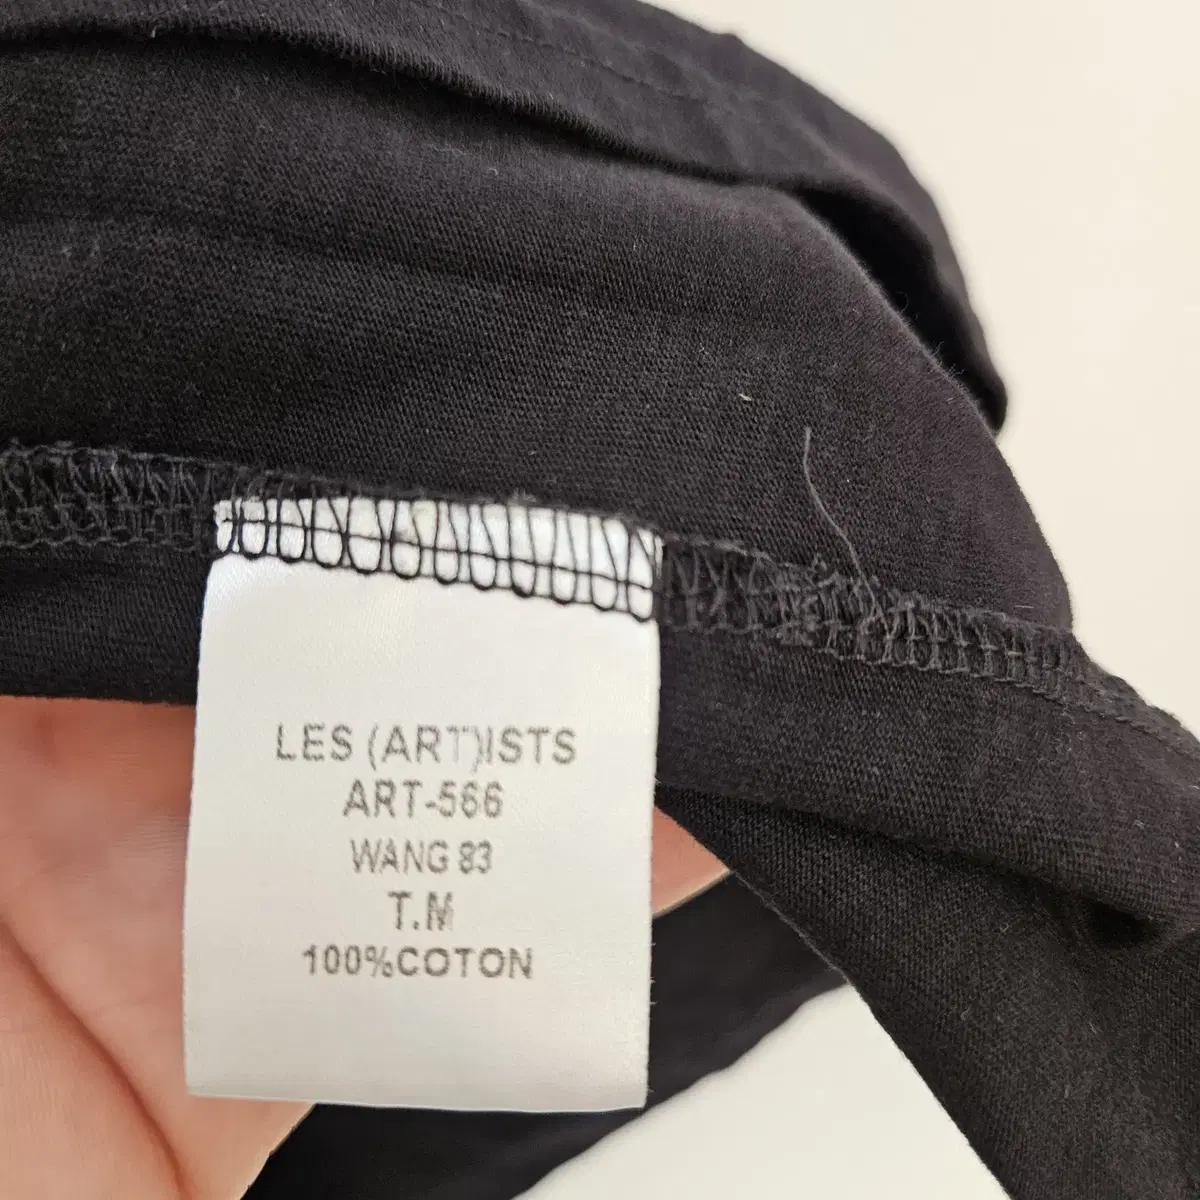 LES (ART)ISTS
ART-566
WANG 83
T.M
100%COTON